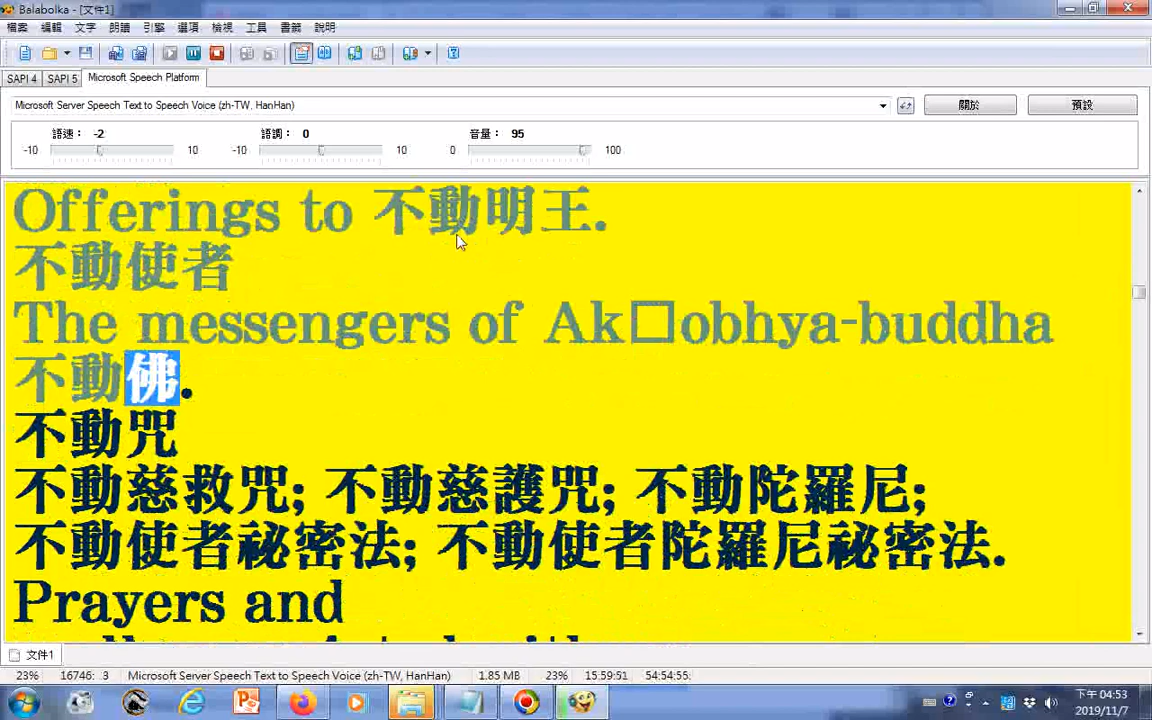 Balabolka - [文件1]
檔案 編輯 文字 朗讀 引擎 選項 檢視 工具 書籤 說明
SAPI 4 SAPI 5 Microsoft Speech Platform
Microsoft Server Speech Text to Speech Voice (zh-TW, HanHan) 關於 預設
語速： -2 語調： 0 音量： 95
-10 10 -10 10 0 100
Offerings to 不動明王.
不動使者
The messengers of Ak□obhya-buddha
不動佛.
不動咒
不動慈救咒; 不動慈護咒; 不動陀羅尼;
不動使者祕密法; 不動使者陀羅尼祕密法.
Prayers and
文件1
23% 16746: 3 Microsoft Server Speech Text to Speech Voice (zh-TW, HanHan) 1.85 MB 23% 15:59:51 54:54:55:
下午 04:53
2019/11/7